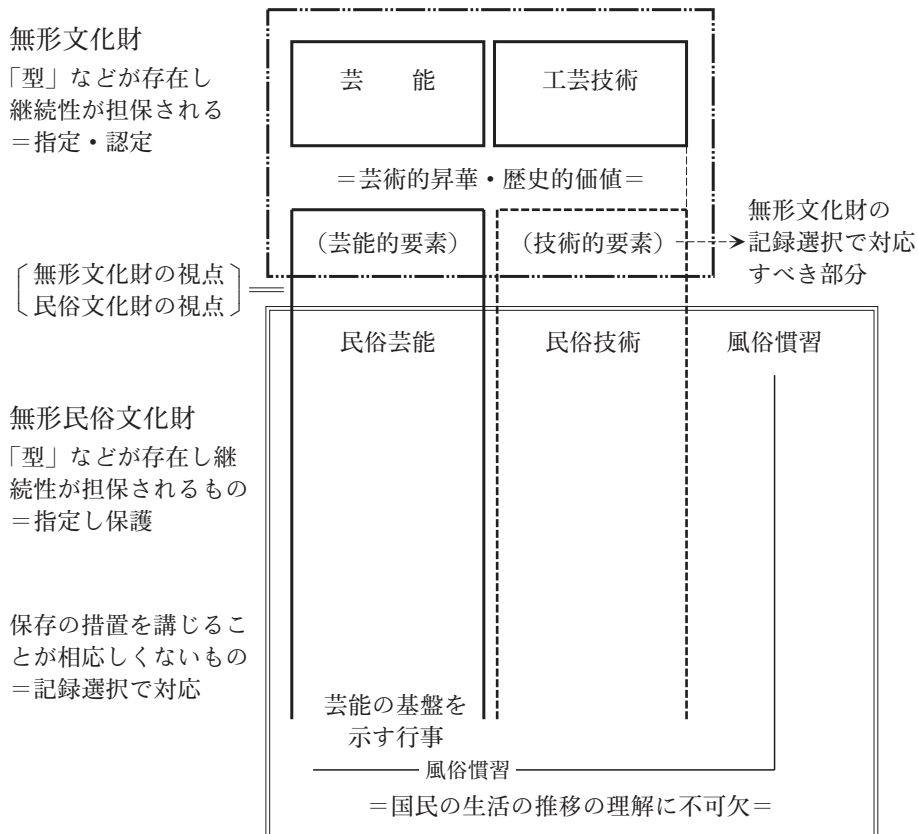 無形文化財
「型」などが存在し
継続性が担保される
＝指定・認定
芸　能
工芸技術
＝芸術的昇華・歴史的価値＝
（芸能的要素）
（技術的要素）
無形文化財の
記録選択で対応
すべき部分
無形文化財の視点
民俗文化財の視点
民俗芸能
民俗技術
風俗慣習
無形民俗文化財
「型」などが存在し継
続性が担保されるもの
＝指定し保護
保存の措置を講じるこ
とが相応しくないもの
＝記録選択で対応
芸能の基盤を
示す行事
風俗慣習
＝国民の生活の推移の理解に不可欠＝